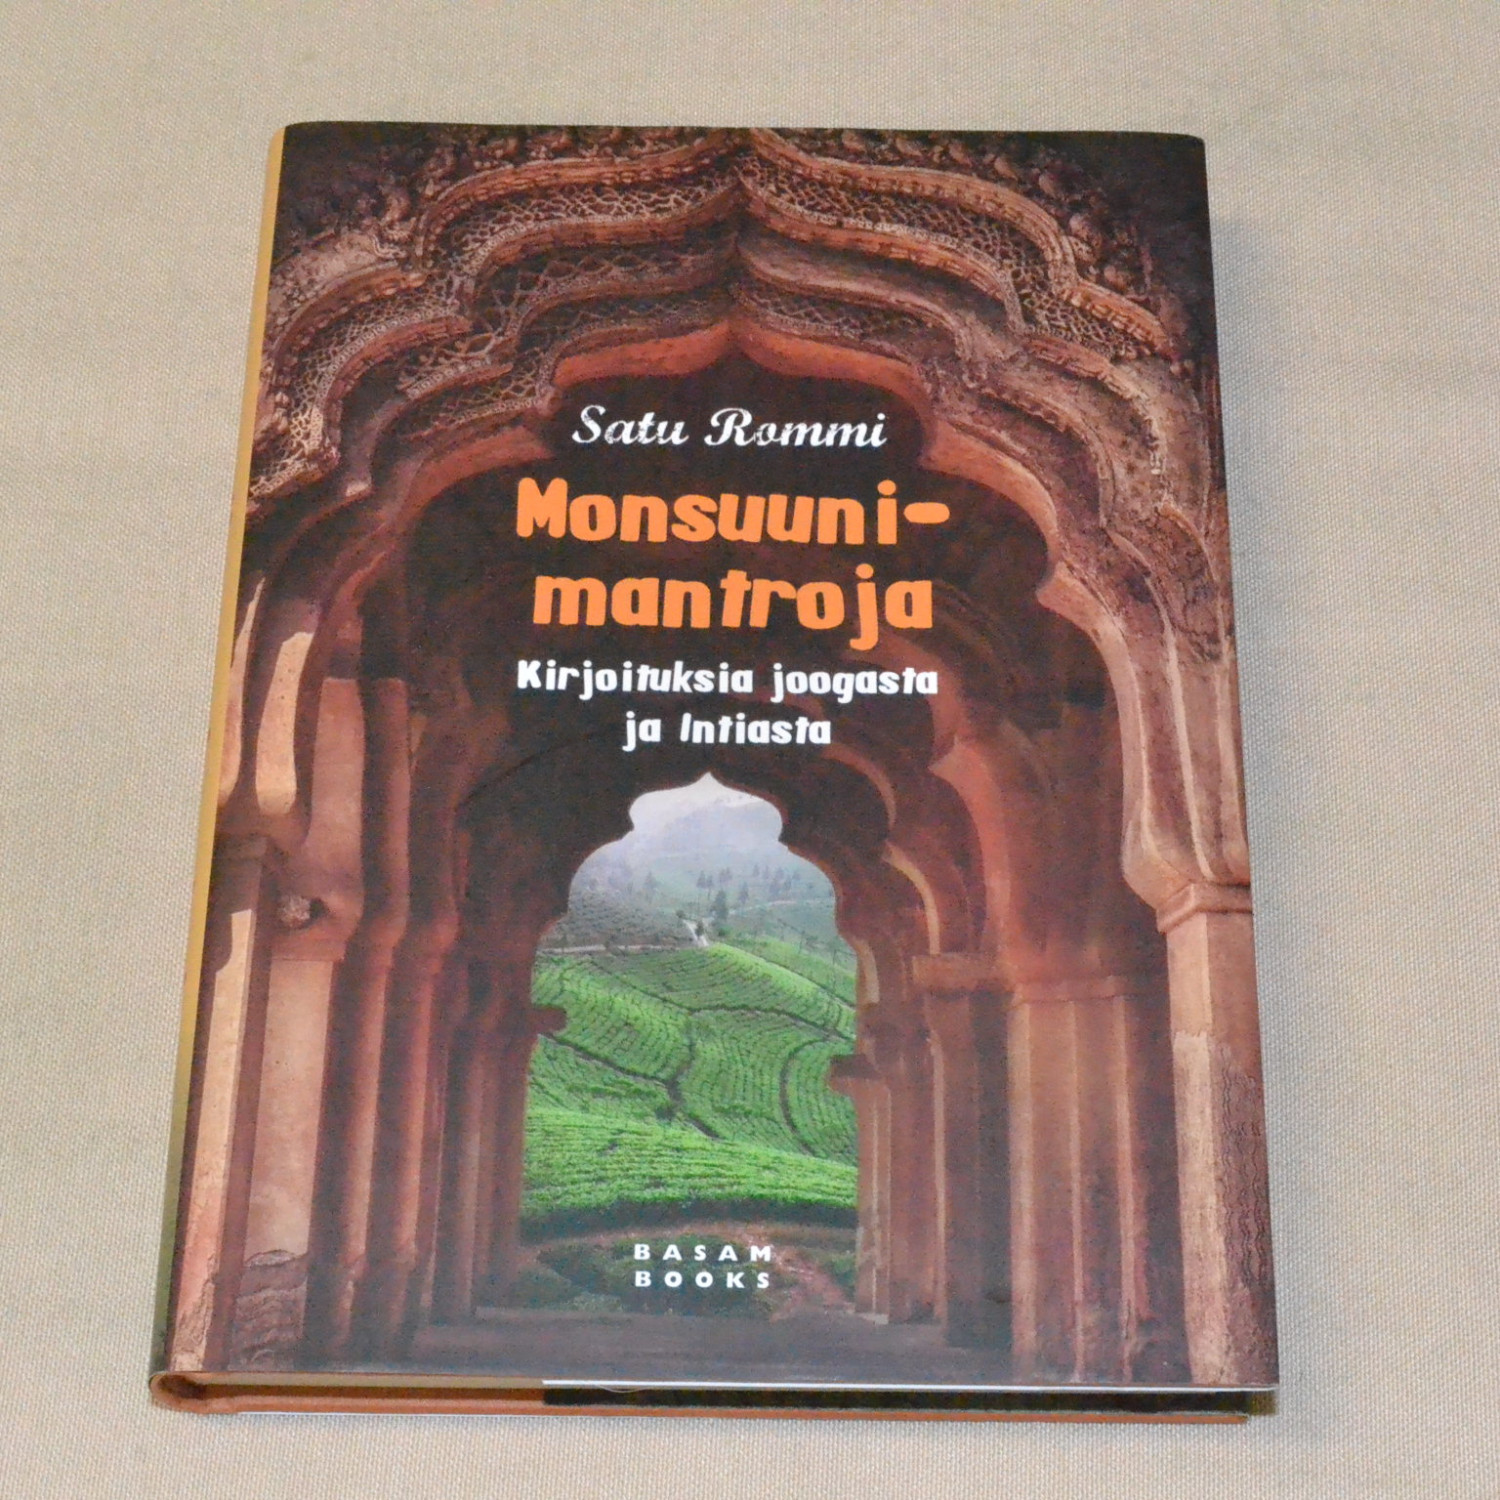 Satu Rommi
Monsuuni-
mantroja
Kirjoituksia joogasta
ja Intiasta
BASAM
BOOKS